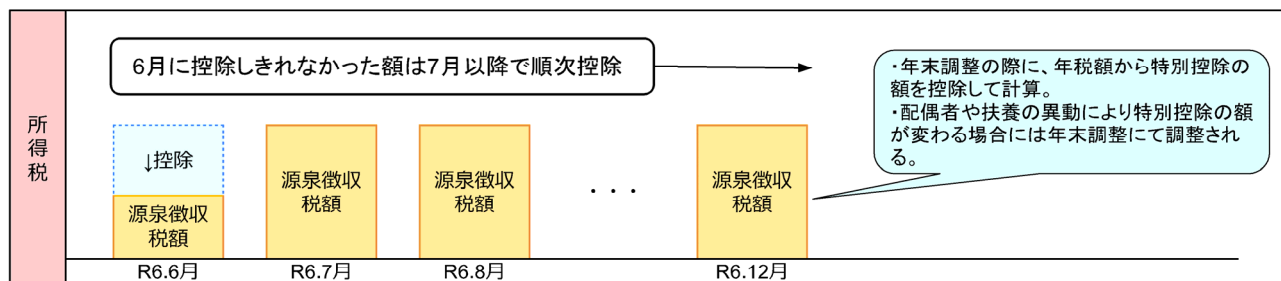 所得税
6月に控除しきれなかった額は7月以降で順次控除
・年末調整の際に、年税額から特別控除の
額を控除して計算。
・配偶者や扶養の異動により特別控除の額
が変わる場合には年末調整にて調整され
る。
↓控除
源泉徴収
税額
源泉徴収
税額
源泉徴収
税額
・・・
源泉徴収
税額
R6.6月
R6.7月
R6.8月
R6.12月